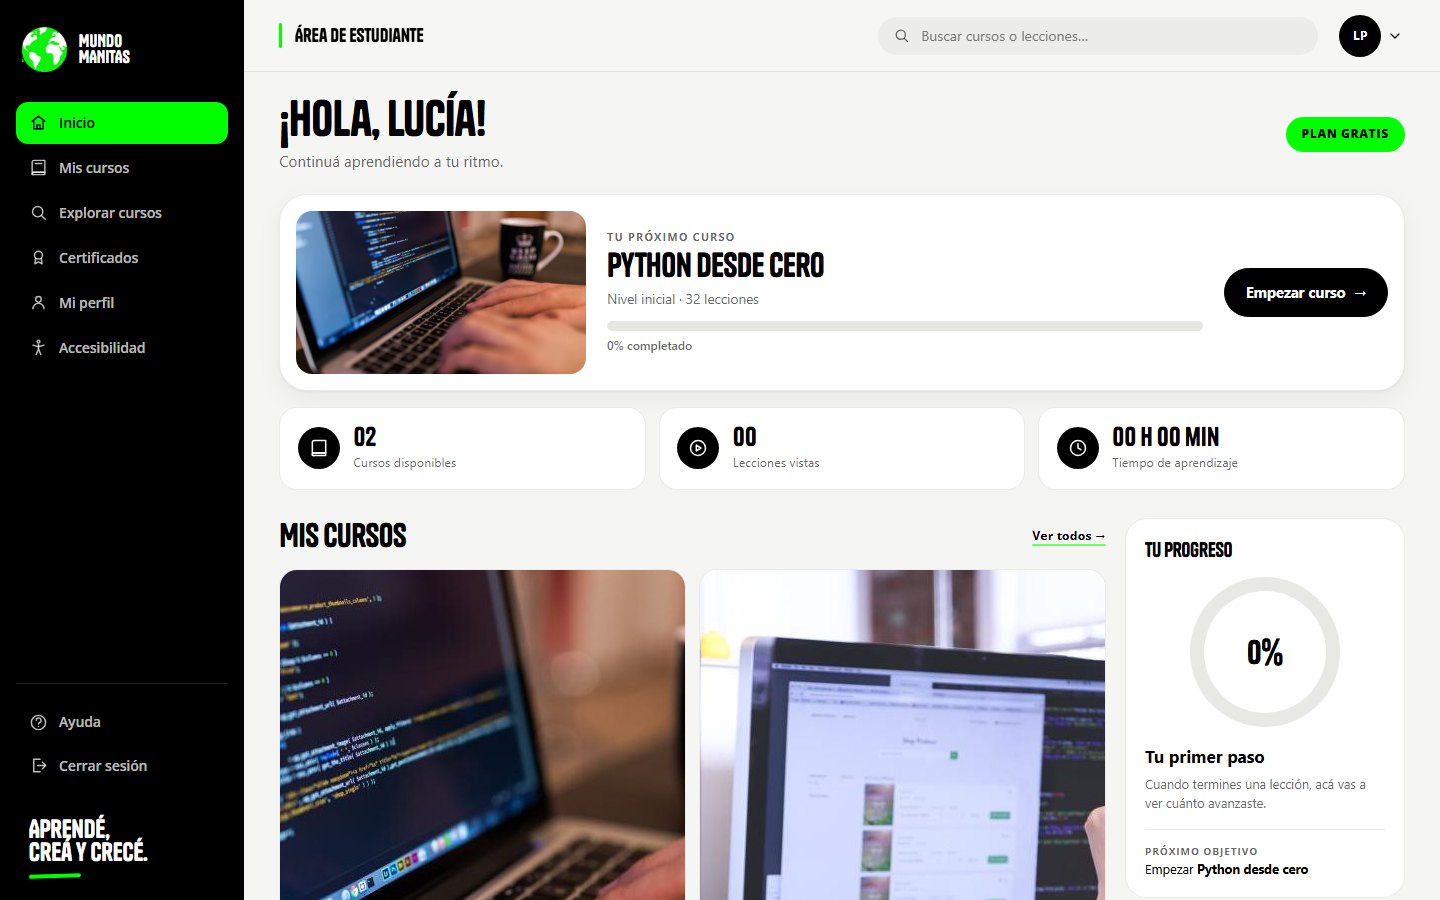 MUNDO
MANITAS
Inicio
Mis cursos
Explorar cursos
Certificados
Mi perfil
Accesibilidad
Ayuda
Cerrar sesión
APRENDÉ,
CREÁ Y CRECÉ.
ÁREA DE ESTUDIANTE
Buscar cursos o lecciones...
LP
¡HOLA, LUCÍA!
Continuá aprendiendo a tu ritmo.
PLAN GRATIS
TU PRÓXIMO CURSO
PYTHON DESDE CERO
Nivel inicial · 32 lecciones
0% completado
Empezar curso →
02
Cursos disponibles
00
Lecciones vistas
00 H 00 MIN
Tiempo de aprendizaje
MIS CURSOS
Ver todos →
TU PROGRESO
0%
Tu primer paso
Cuando termines una lección, acá vas a
ver cuánto avanzaste.
PRÓXIMO OBJETIVO
Empezar Python desde cero